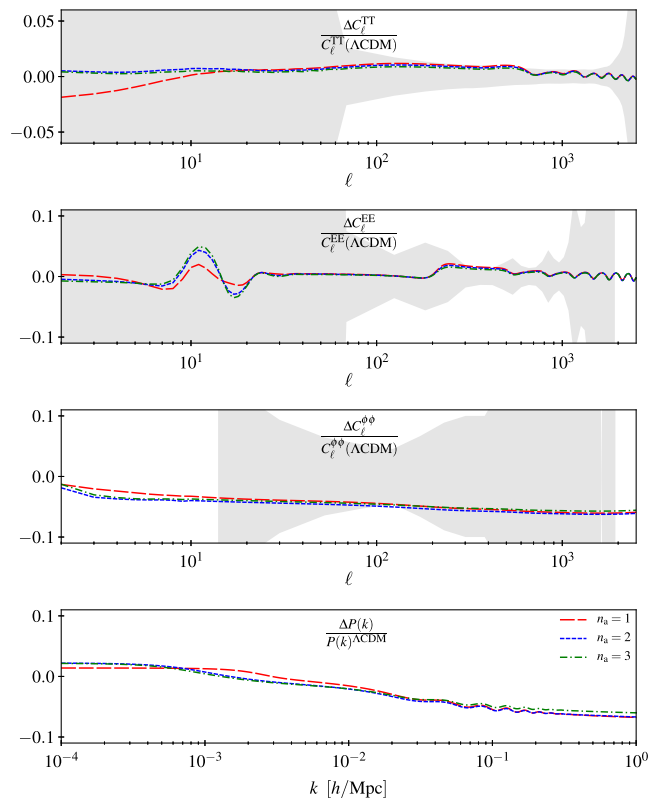 ΔC_ℓ^TT
C_ℓ^TT(ΛCDM)
0.05
0.00
−0.05
10^1
10^2
10^3
ℓ
ΔC_ℓ^EE
C_ℓ^EE(ΛCDM)
0.1
0.0
−0.1
10^1
10^2
10^3
ℓ
ΔC_ℓ^ϕϕ
C_ℓ^ϕϕ(ΛCDM)
0.1
0.0
−0.1
10^1
10^2
10^3
ℓ
ΔP(k)
P(k)^ΛCDM
n_a = 1
n_a = 2
n_a = 3
0.1
0.0
−0.1
10^−4
10^−3
10^−2
10^−1
10^0
k [h/Mpc]